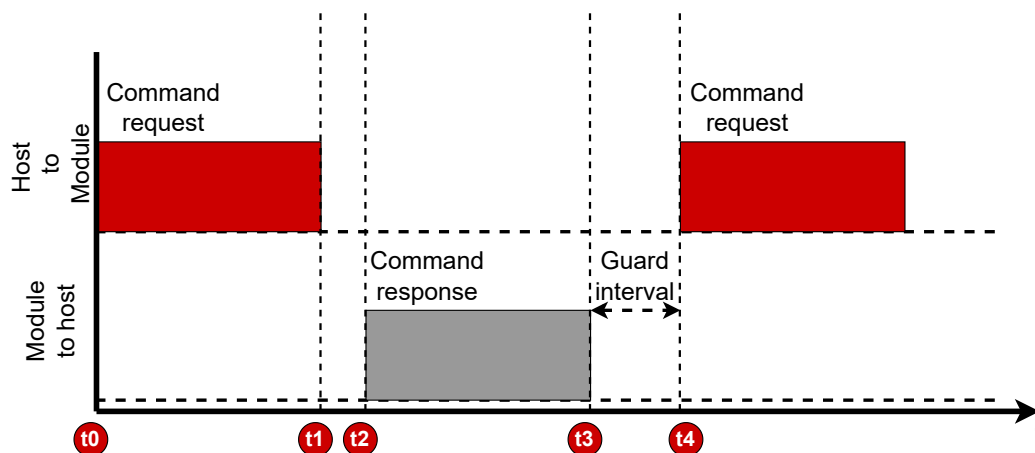 Command
request
Command
request
Host
to
Module
Command
response
Guard
interval
Module
to host
t0
t1
t2
t3
t4